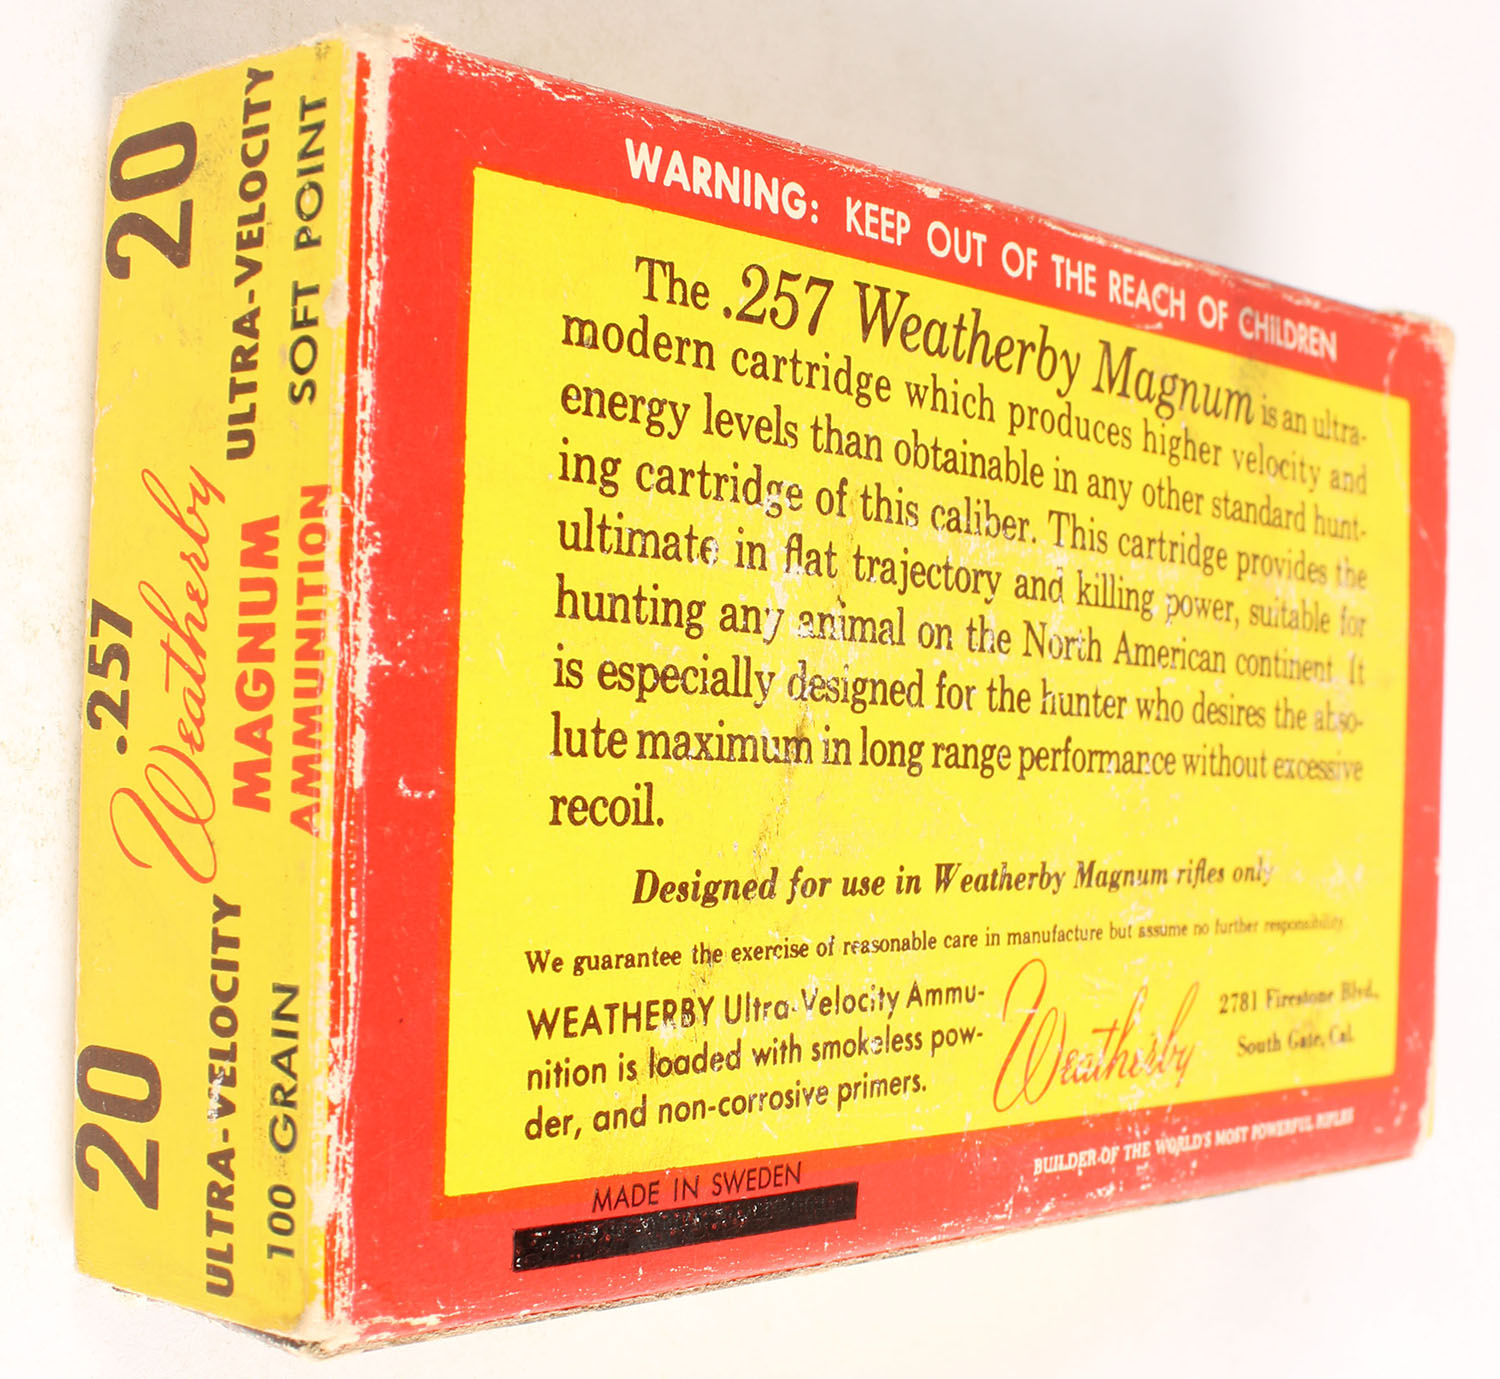 20
.257
20
Weatherby
ULTRA-VELOCITY
MAGNUM
ULTRA-VELOCITY
SOFT POINT
AMMUNITION
100 GRAIN
WARNING: KEEP OUT OF THE REACH OF CHILDREN
The .257 Weatherby Magnum is an ultra-
modern cartridge which produces higher velocity and
energy levels than obtainable in any other standard hunt-
ing cartridge of this caliber. This cartridge provides the
ultimate in flat trajectory and killing power, suitable for
hunting any animal on the North American continent. It
is especially designed for the hunter who desires the abso-
lute maximum in long range performance without excessive
recoil.
Designed for use in Weatherby Magnum rifles only
We guarantee the exercise of reasonable care in manufacture but assume no further responsibility.
WEATHERBY Ultra-Velocity Ammu-
nition is loaded with smokeless pow-
der, and non-corrosive primers.
Weatherby
2781 Firestone Blvd.,
South Gate, Cal.
MADE IN SWEDEN
BUILDER OF THE WORLD'S MOST POWERFUL RIFLES